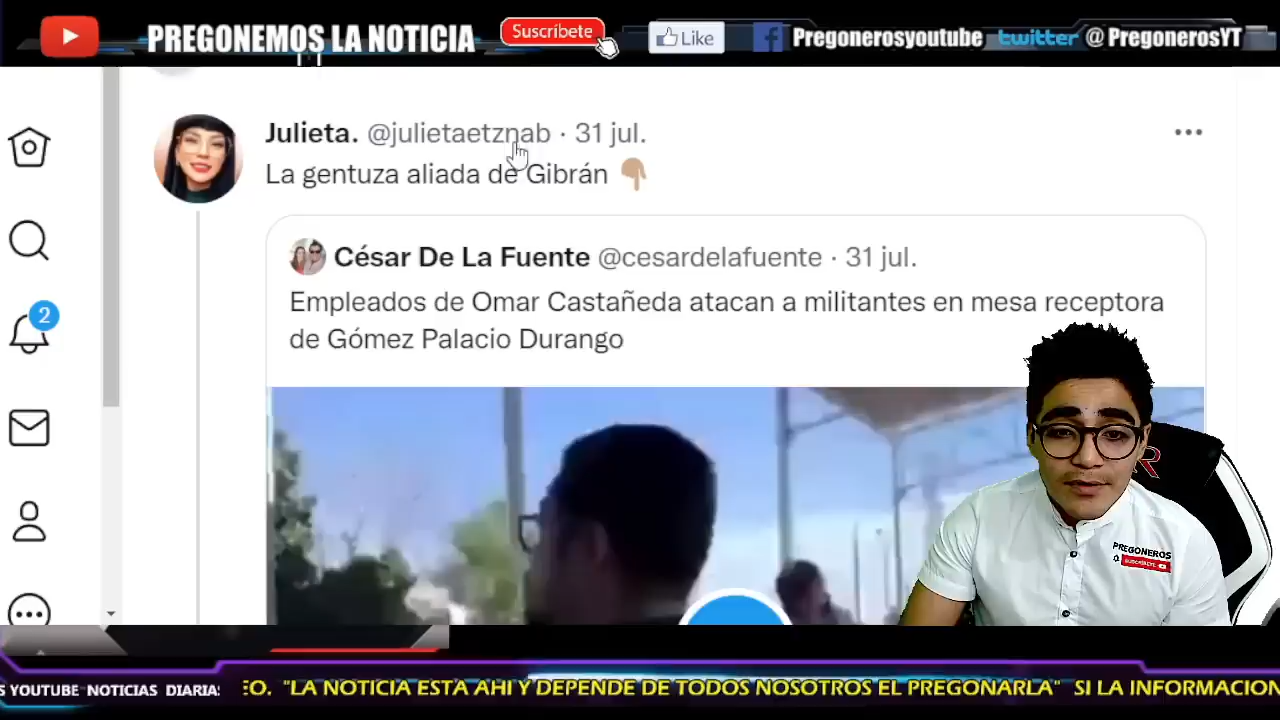 PREGONEMOS LA NOTICIA
Suscríbete
Like
Pregonerosyoutube
twitter @PregonerosYT
Julieta. @julietaetznab · 31 jul.
La gentuza aliada de Gibrán
César De La Fuente @cesardelafuente · 31 jul.
Empleados de Omar Castañeda atacan a militantes en mesa receptora
de Gómez Palacio Durango
2
PREGONEROS
SUSCRÍBETE
S YOUTUBE NOTICIAS DIARIAS
EO. "LA NOTICIA ESTA AHI Y DEPENDE DE TODOS NOSOTROS EL PREGONARLA" SI LA INFORMACION